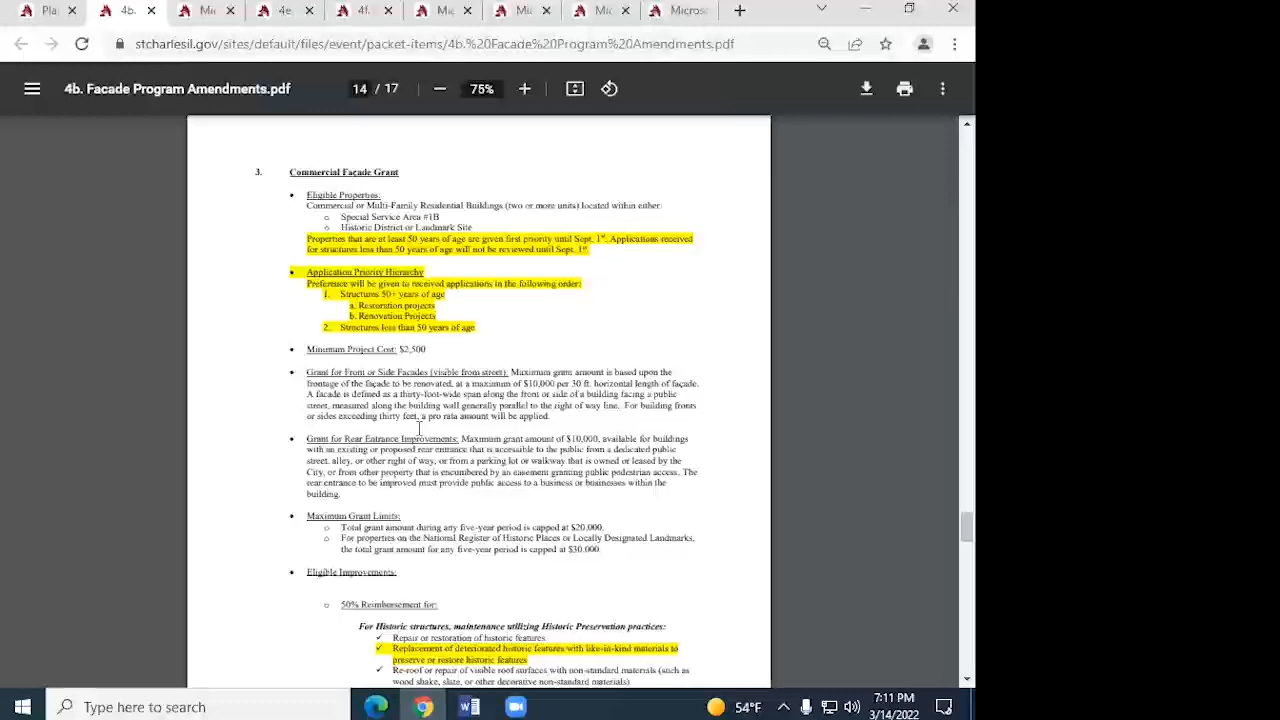 Pla
4b.
Mic
4a
4b
4c
Mi
Mi
Mi
Micros
stcharlesil.gov/sites/default/files/event/packet-items/4b.%20Facade%20Program%20Amendments.pdf
4b. Facade Program Amendments.pdf
14 / 17
75%
3. Commercial Façade Grant
• Eligible Properties:
Commercial or Multi-Family Residential Buildings (two or more units) located within either:
o Special Service Area #1B
o Historic District or Landmark Site
Properties that are at least 50 years of age are given first priority until Sept. 1st. Applications received
for structures less than 50 years of age will not be reviewed until Sept. 1st.
• Application Priority Hierarchy
Preference will be given to received applications in the following order:
1. Structures 50+ years of age
a. Restoration projects
b. Renovation Projects
2. Structures less than 50 years of age
• Minimum Project Cost: $2,500
• Grant for Front or Side Facades (visible from street): Maximum grant amount is based upon the
frontage of the façade to be renovated, at a maximum of $10,000 per 30 ft. horizontal length of façade.
A facade is defined as a thirty-foot-wide span along the front or side of a building facing a public
street, measured along the building wall generally parallel to the right of way line. For building fronts
or sides exceeding thirty feet, a pro rata amount will be applied.
• Grant for Rear Entrance Improvements: Maximum grant amount of $10,000, available for buildings
with an existing or proposed rear entrance that is accessible to the public from a dedicated public
street, alley, or other right of way, or from a parking lot or walkway that is owned or leased by the
City, or from other property that is encumbered by an easement granting public pedestrian access. The
rear entrance to be improved must provide public access to a business or businesses within the
building.
• Maximum Grant Limits:
o Total grant amount during any five-year period is capped at $20,000.
o For properties on the National Register of Historic Places or Locally Designated Landmarks,
the total grant amount for any five-year period is capped at $30,000.
• Eligible Improvements:
o 50% Reimbursement for:
For Historic structures, maintenance utilizing Historic Preservation practices:
✓ Repair or restoration of historic features
✓ Replacement of deteriorated historic features with like-in-kind materials to
preserve or restore historic features
✓ Re-roof or repair of visible roof surfaces with non-standard materials (such as
wood shake, slate, or other decorative non-standard materials)
Type here to search
54°F
7:11 PM
3/14/2022